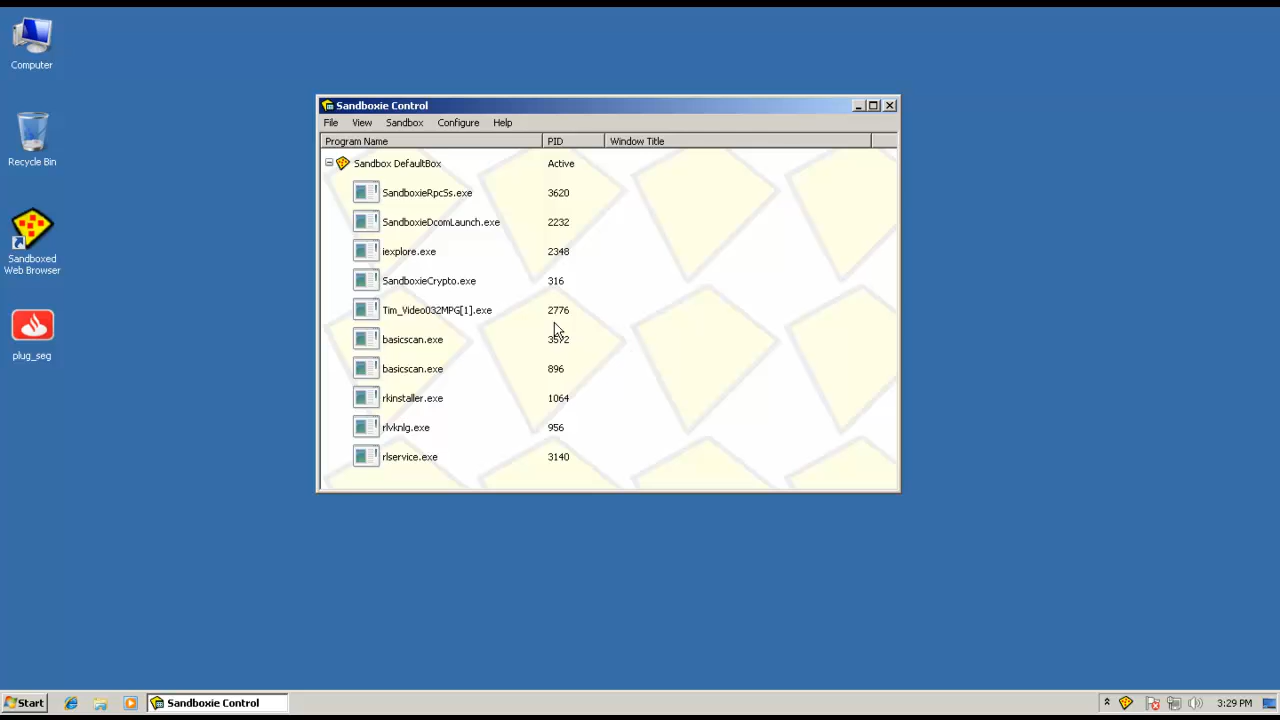 Computer
Recycle Bin
Sandboxed
Web Browser
plug_seg
Sandboxie Control
File View Sandbox Configure Help
Program Name PID Window Title
Sandbox DefaultBox Active
SandboxieRpcSs.exe 3620
SandboxieDcomLaunch.exe 2232
iexplore.exe 2348
SandboxieCrypto.exe 316
Tim_Video032MPG[1].exe 2776
basicscan.exe 3572
basicscan.exe 896
rkinstaller.exe 1064
rlvknlg.exe 956
rlservice.exe 3140
Start Sandboxie Control 3:29 PM